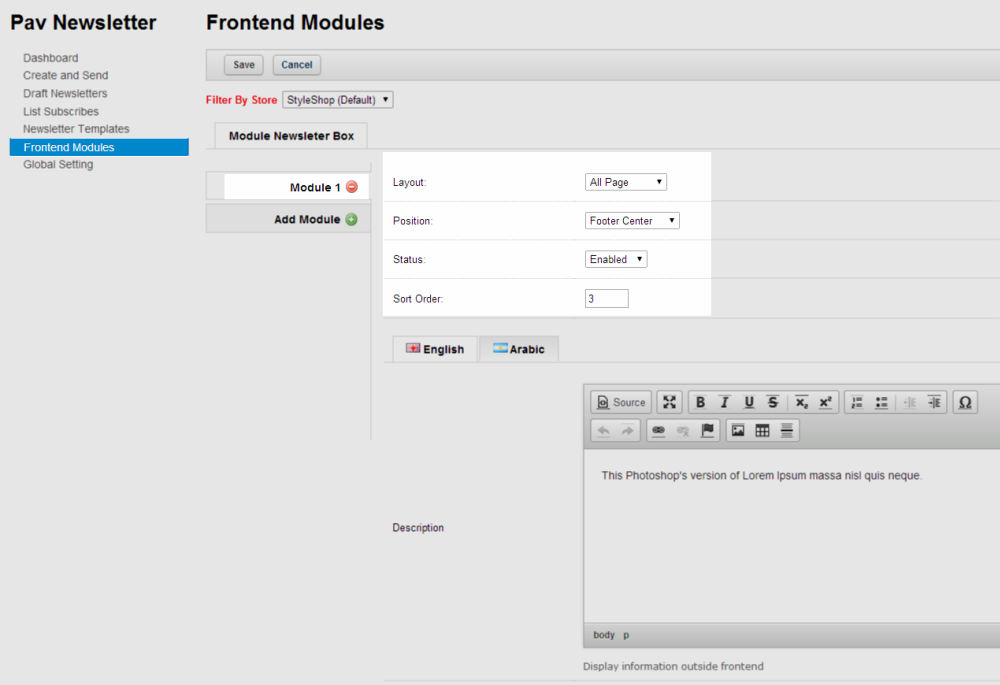 Pav Newsletter
Dashboard
Create and Send
Draft Newsletters
List Subscribes
Newsletter Templates
Frontend Modules
Global Setting
Frontend Modules
Save Cancel
Filter By Store StyleShop (Default)
Module Newsleter Box
Module 1
Add Module
Layout: All Page
Position: Footer Center
Status: Enabled
Sort Order: 3
English Arabic
Source B I U S x₂ x² Ω
This Photoshop's version of Lorem Ipsum massa nisl quis neque.
Description
body p
Display information outside frontend